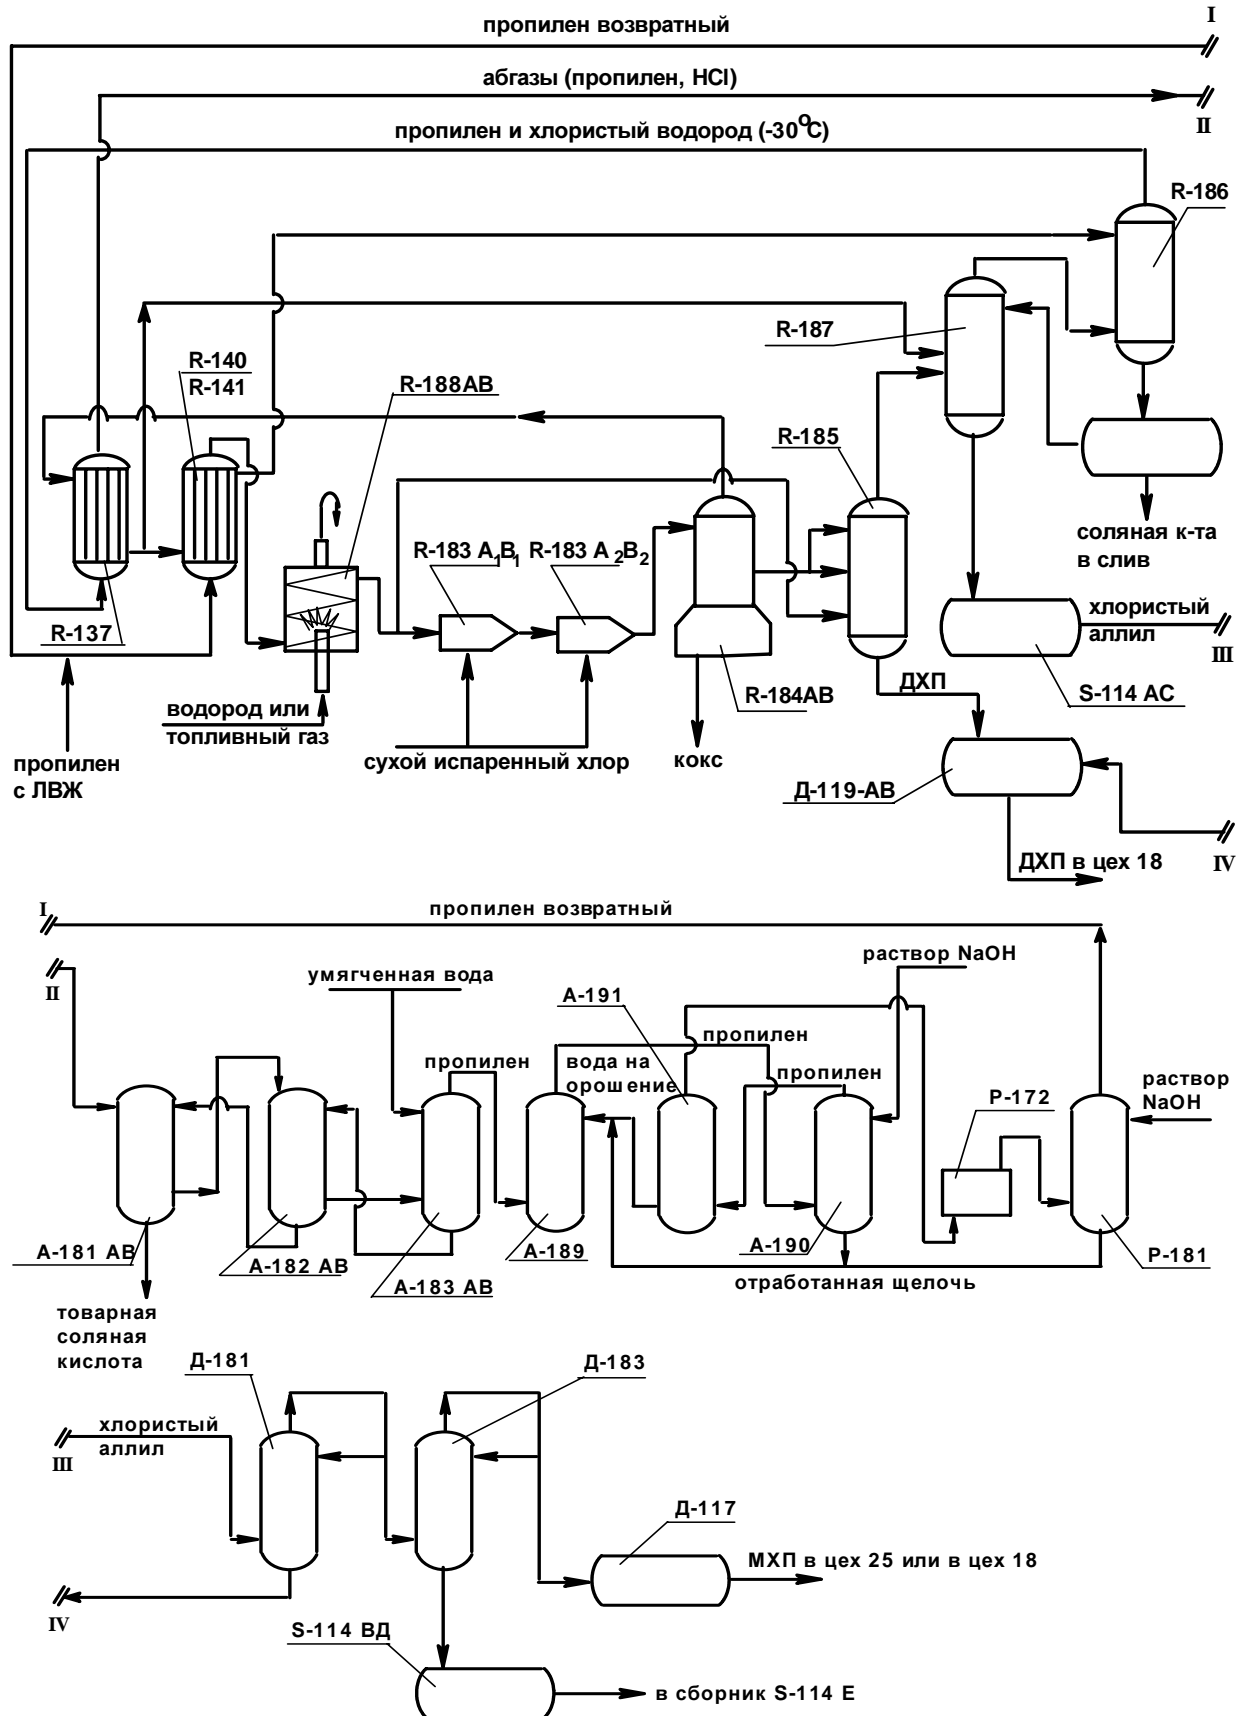 I
пропилен возвратный
абгазы (пропилен, HCl)
II
пропилен и хлористый водород (-30°C)
R-186
R-187
R-140
R-141
R-188АВ
R-185
R-183 A₁B₁
R-183 A₂B₂
соляная к-та
в слив
хлористый
аллил
III
R-137
S-114 АС
ДХП
R-184АВ
водород или
топливный газ
сухой испаренный хлор
кокс
пропилен
с ЛВЖ
Д-119-АВ
ДХП в цех 18
IV
I
пропилен возвратный
раствор NaOH
II
умягченная вода
А-191
пропилен
пропилен
вода на
орошение
пропилен
раствор
NaOH
Р-172
А-181 АВ
А-182 АВ
А-183 АВ
А-189
А-190
Р-181
отработанная щелочь
товарная
соляная
кислота
Д-181
Д-183
хлористый
аллил
III
Д-117
МХП в цех 25 или в цех 18
IV
S-114 ВД
в сборник S-114 Е